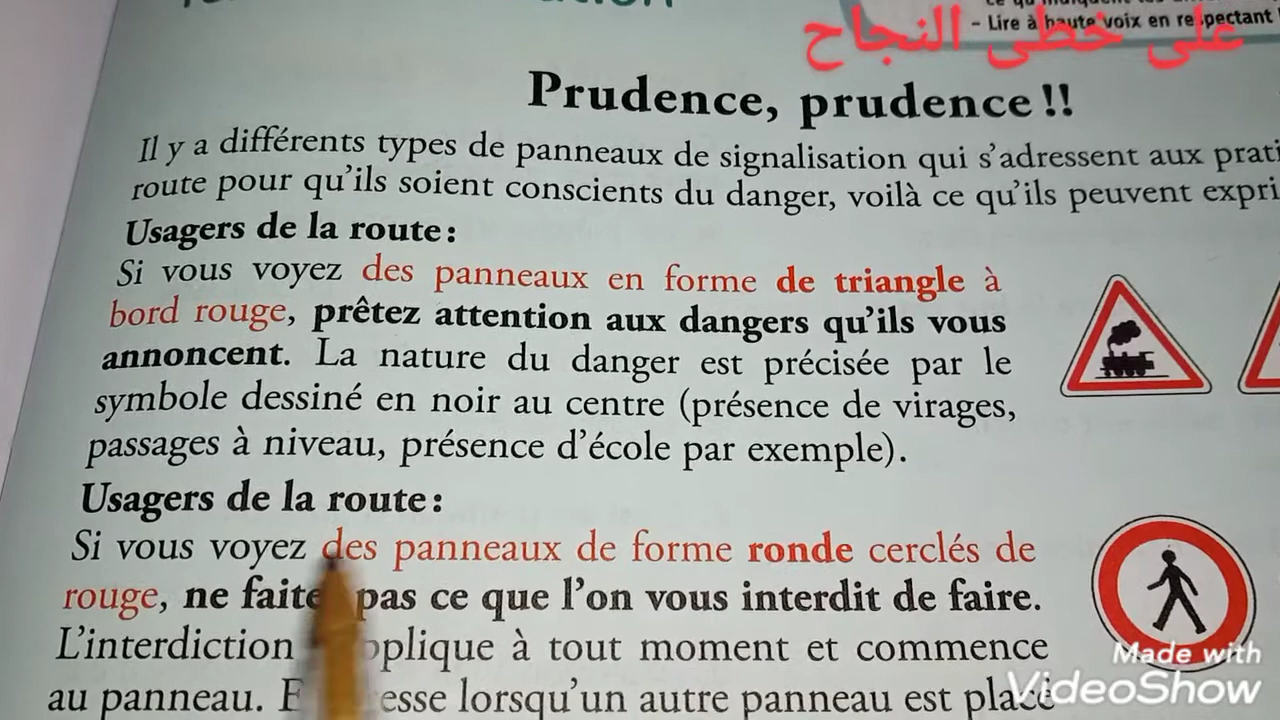 - Lire à haute voix en respectant
على خطى النجاح
Prudence, prudence !!
Il y a différents types de panneaux de signalisation qui s'adressent aux
route pour qu'ils soient conscients du danger, voilà ce qu'ils peuvent
Usagers de la route :
Si vous voyez des panneaux en forme de triangle à
bord rouge, prêtez attention aux dangers qu'ils vous
annoncent. La nature du danger est précisée par le
symbole dessiné en noir au centre (présence de virages,
passages à niveau, présence d'école par exemple).
Usagers de la route :
Si vous voyez des panneaux de forme ronde cerclés de
rouge, ne faites pas ce que l'on vous interdit de faire.
L'interdiction à tout moment et commence
au panneau. lorsqu'un autre panneau est placé
Made with
VideoShow